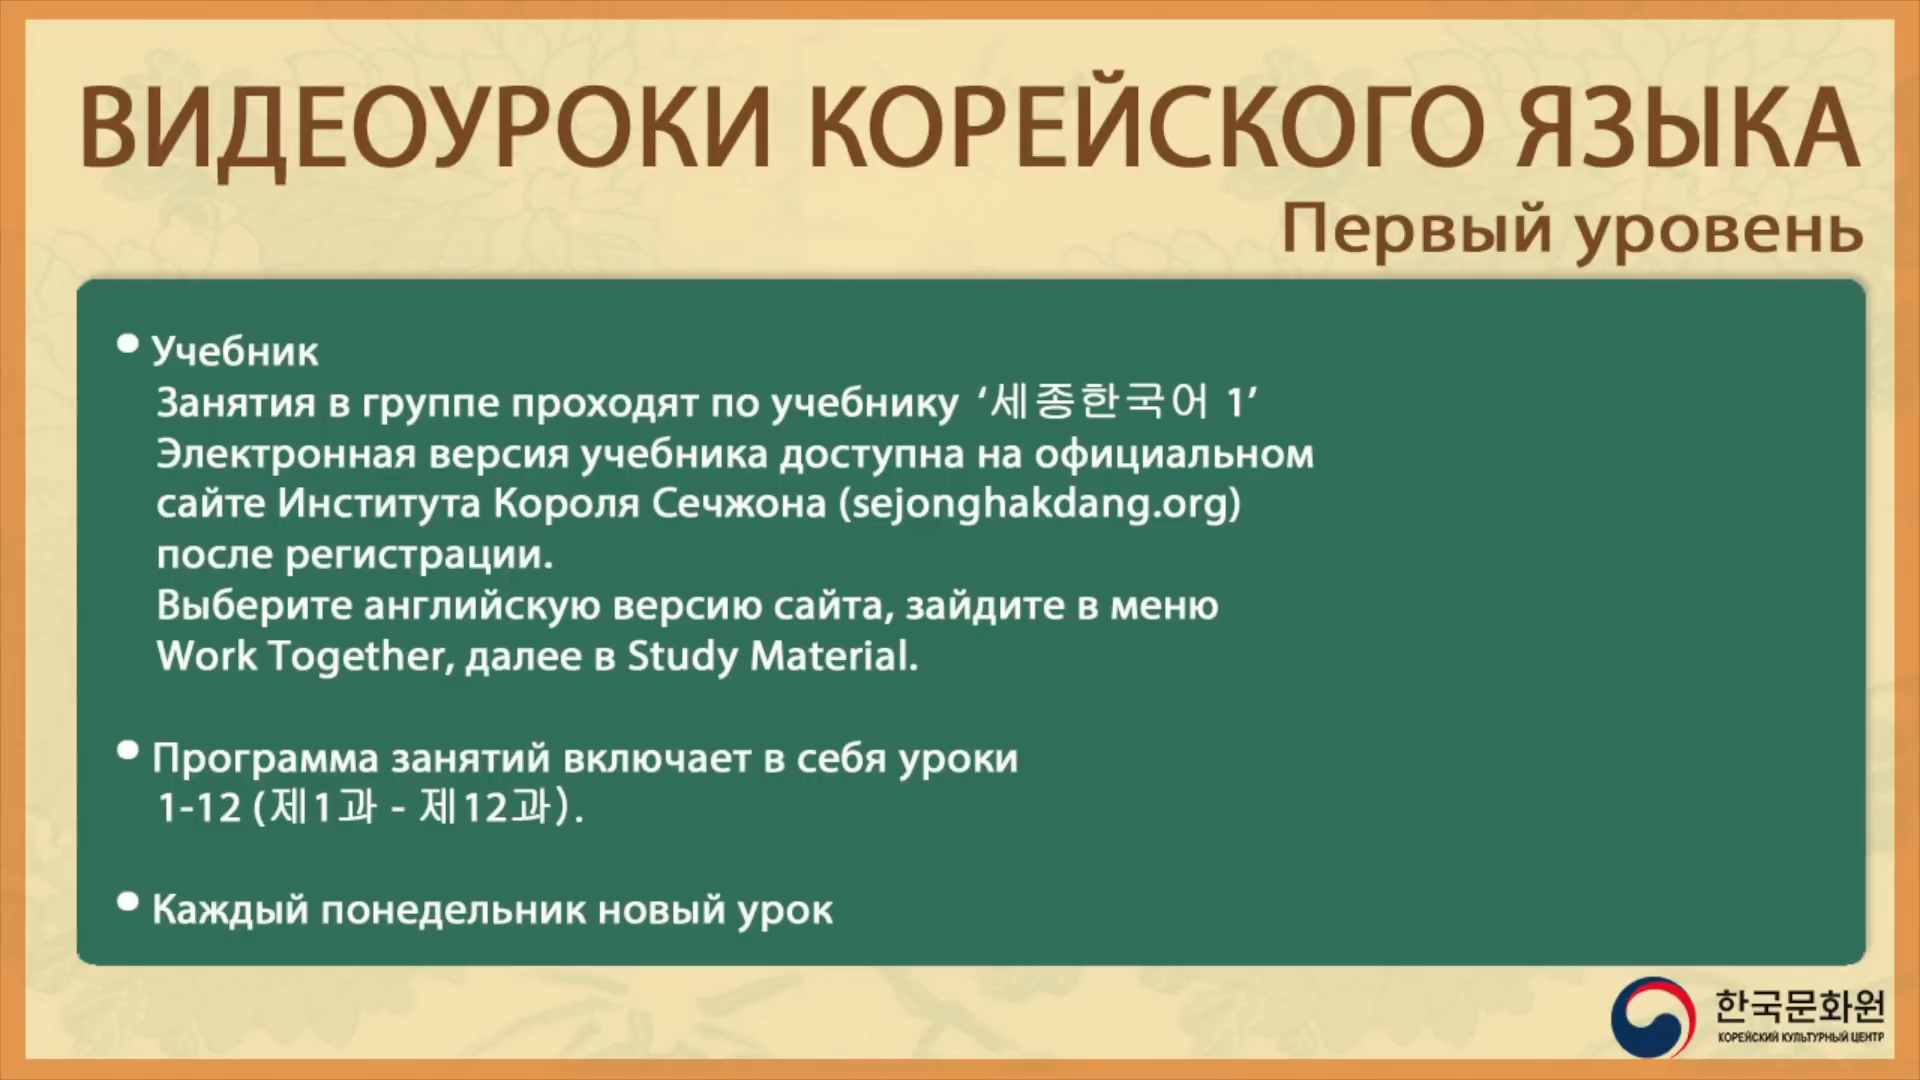 ВИДЕОУРОКИ КОРЕЙСКОГО ЯЗЫКА
Первый уровень
• Учебник
Занятия в группе проходят по учебнику ‘세종한국어 1’
Электронная версия учебника доступна на официальном
сайте Института Короля Сечжона (sejonghakdang.org)
после регистрации.
Выберите английскую версию сайта, зайдите в меню
Work Together, далее в Study Material.
• Программа занятий включает в себя уроки
1-12 (제1과 - 제12과).
• Каждый понедельник новый урок
한국문화원
КОРЕЙСКИЙ КУЛЬТУРНЫЙ ЦЕНТР